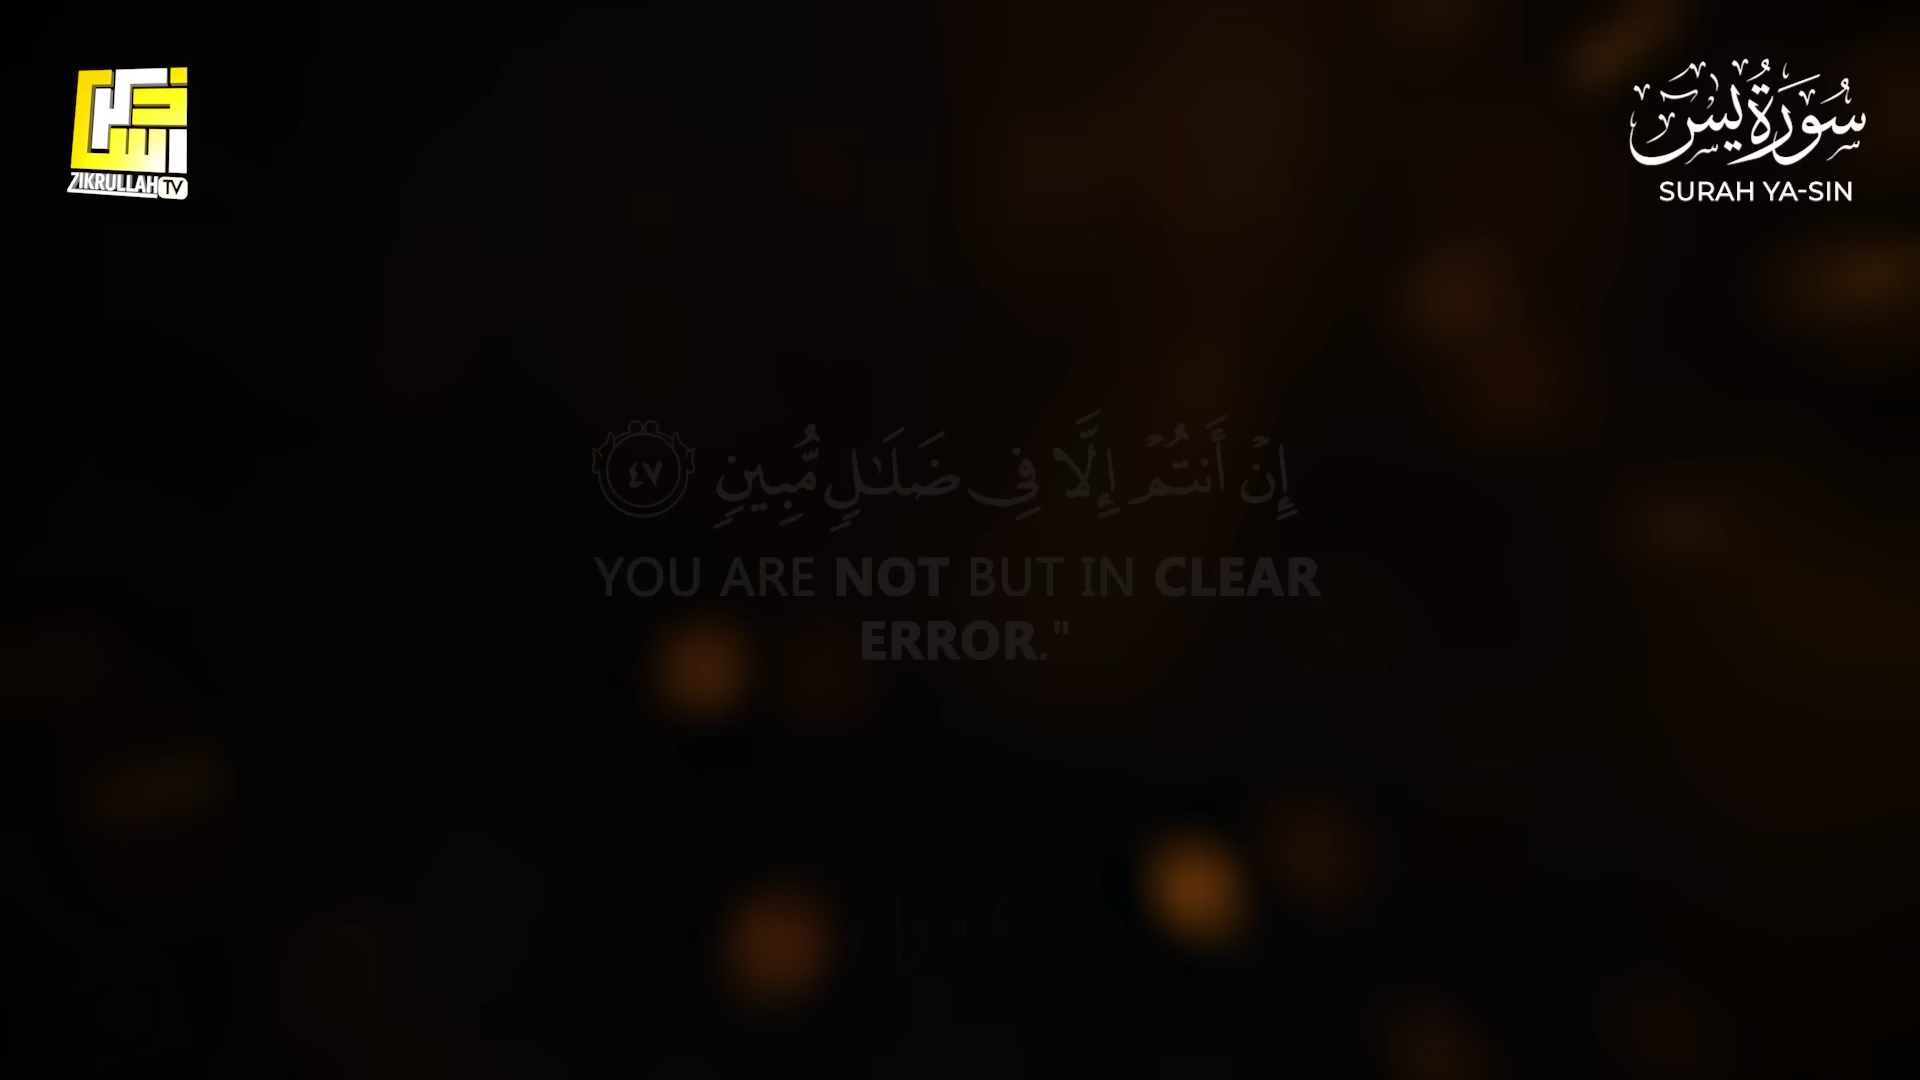 ZIKRULLAH TV
سُورَةُ يس
SURAH YA-SIN
إِنْ أَنتُمْ إِلَّا فِى ضَلَـٰلٍ مُّبِينٍ ٤٧
YOU ARE NOT BUT IN CLEAR
ERROR."